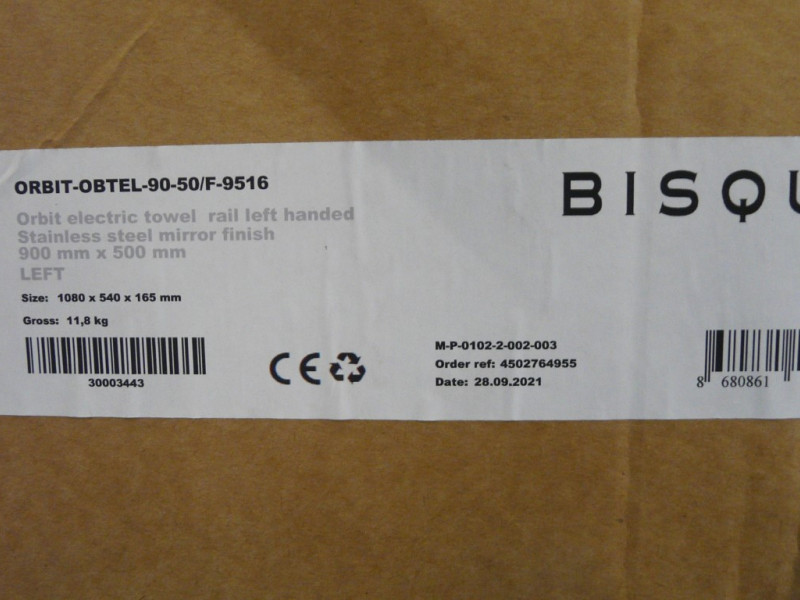 ORBIT-OBTEL-90-50/F-9516
BISQU
Orbit electric towel rail left handed
Stainless steel mirror finish
900 mm x 500 mm
LEFT
Size: 1080 x 540 x 165 mm
Gross: 11,8 kg
30003443
CE
M-P-0102-2-002-003
Order ref: 4502764955
Date: 28.09.2021
8 680861